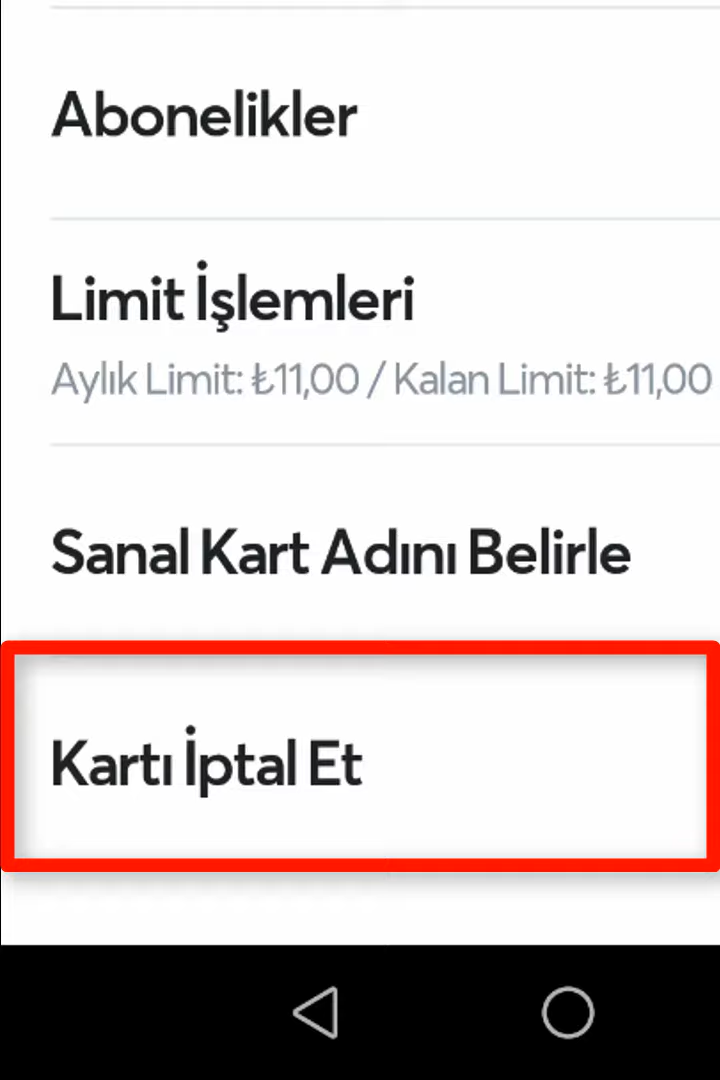 Abonelikler
Limit İşlemleri
Aylık Limit: ₺11,00 / Kalan Limit: ₺11,00
Sanal Kart Adını Belirle
Kartı İptal Et